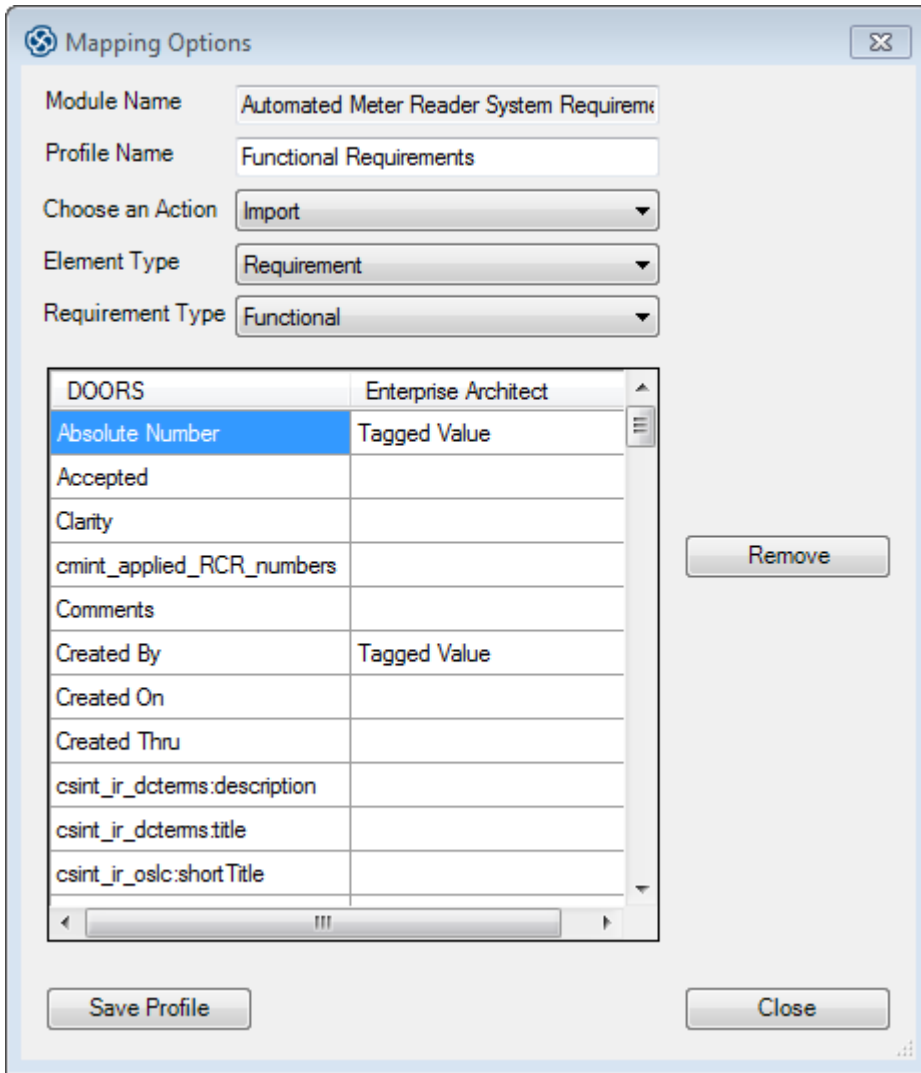 Mapping Options
Module Name Automated Meter Reader System Requireme
Profile Name Functional Requirements
Choose an Action Import
Element Type Requirement
Requirement Type Functional
DOORS Enterprise Architect
Absolute Number Tagged Value
Accepted
Clarity
cmint_applied_RCR_numbers
Comments
Created By Tagged Value
Created On
Created Thru
csint_ir_dcterms:description
csint_ir_dcterms:title
csint_ir_oslc:shortTitle
Remove
Save Profile Close